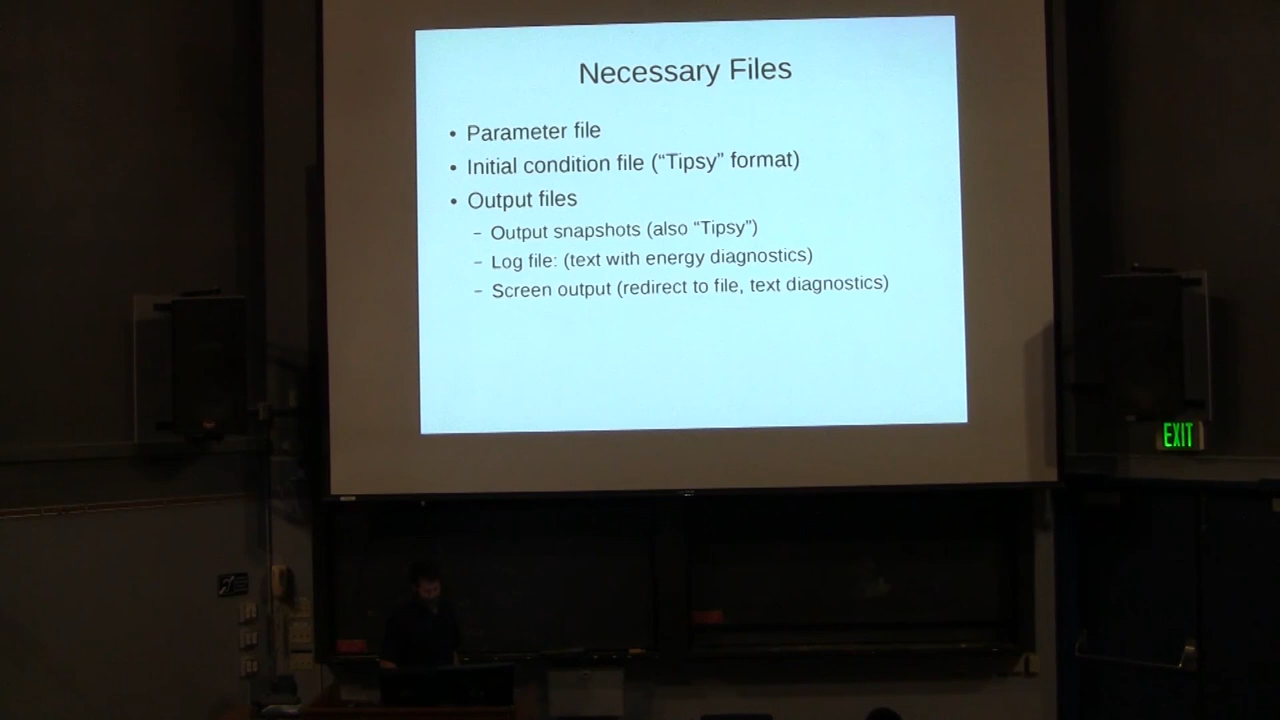 Necessary Files
• Parameter file
• Initial condition file (“Tipsy” format)
• Output files
– Output snapshots (also “Tipsy”)
– Log file: (text with energy diagnostics)
– Screen output (redirect to file, text diagnostics)
EXIT